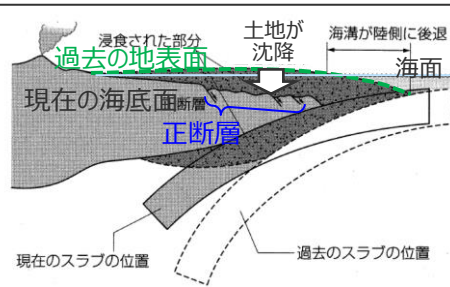 浸食された部分
土地が
沈降
海溝が陸側に後退
過去の地表面
海面
現在の海底面
断層
正断層
現在のスラブの位置
過去のスラブの位置